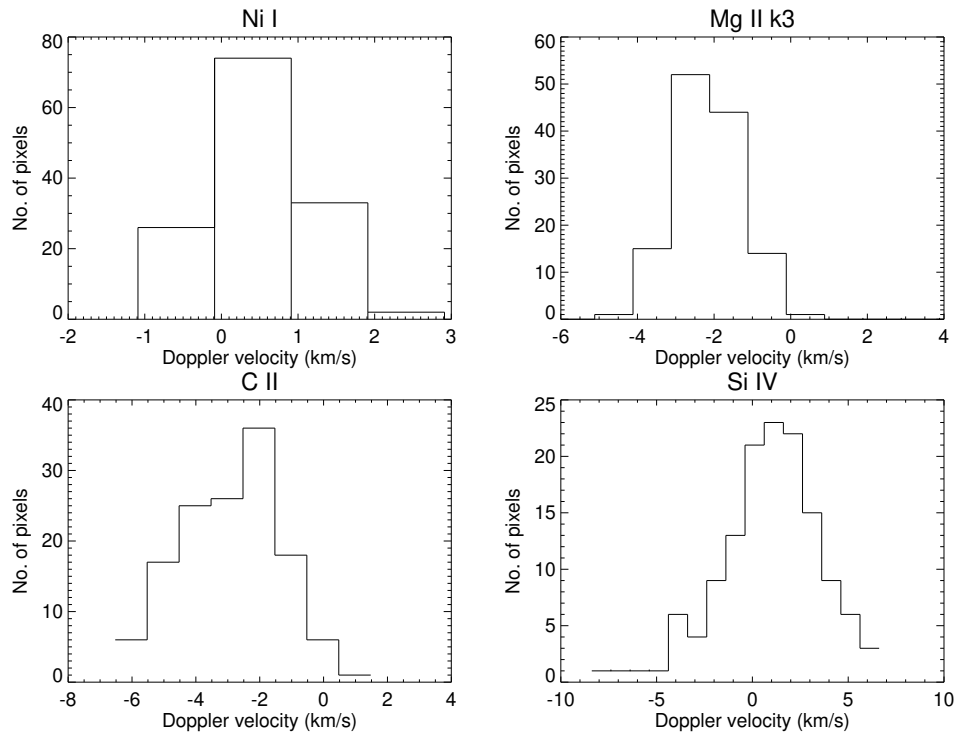 Ni I
80
60
40
20
0
No. of pixels
-2 -1 0 1 2 3
Doppler velocity (km/s)
Mg II k3
60
50
40
30
20
10
0
No. of pixels
-6 -4 -2 0 2 4
Doppler velocity (km/s)
C II
40
30
20
10
0
No. of pixels
-8 -6 -4 -2 0 2 4
Doppler velocity (km/s)
Si IV
25
20
15
10
5
0
No. of pixels
-10 -5 0 5 10
Doppler velocity (km/s)